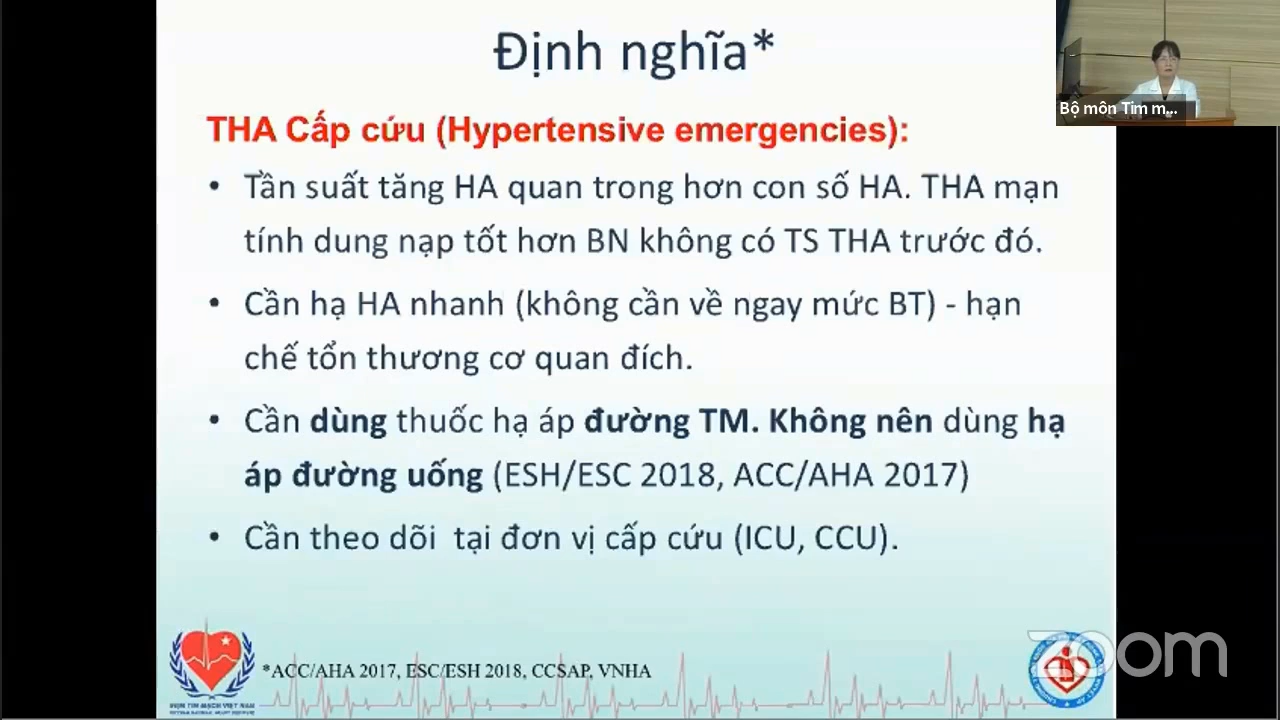 Định nghĩa*
Bộ môn Tim m...
THA Cấp cứu (Hypertensive emergencies):
• Tần suất tăng HA quan trong hơn con số HA. THA mạn
tính dung nạp tốt hơn BN không có TS THA trước đó.
• Cần hạ HA nhanh (không cần về ngay mức BT) - hạn
chế tổn thương cơ quan đích.
• Cần dùng thuốc hạ áp đường TM. Không nên dùng hạ
áp đường uống (ESH/ESC 2018, ACC/AHA 2017)
• Cần theo dõi tại đơn vị cấp cứu (ICU, CCU).
*ACC/AHA 2017, ESC/ESH 2018, CCSAP, VNHA
zoom